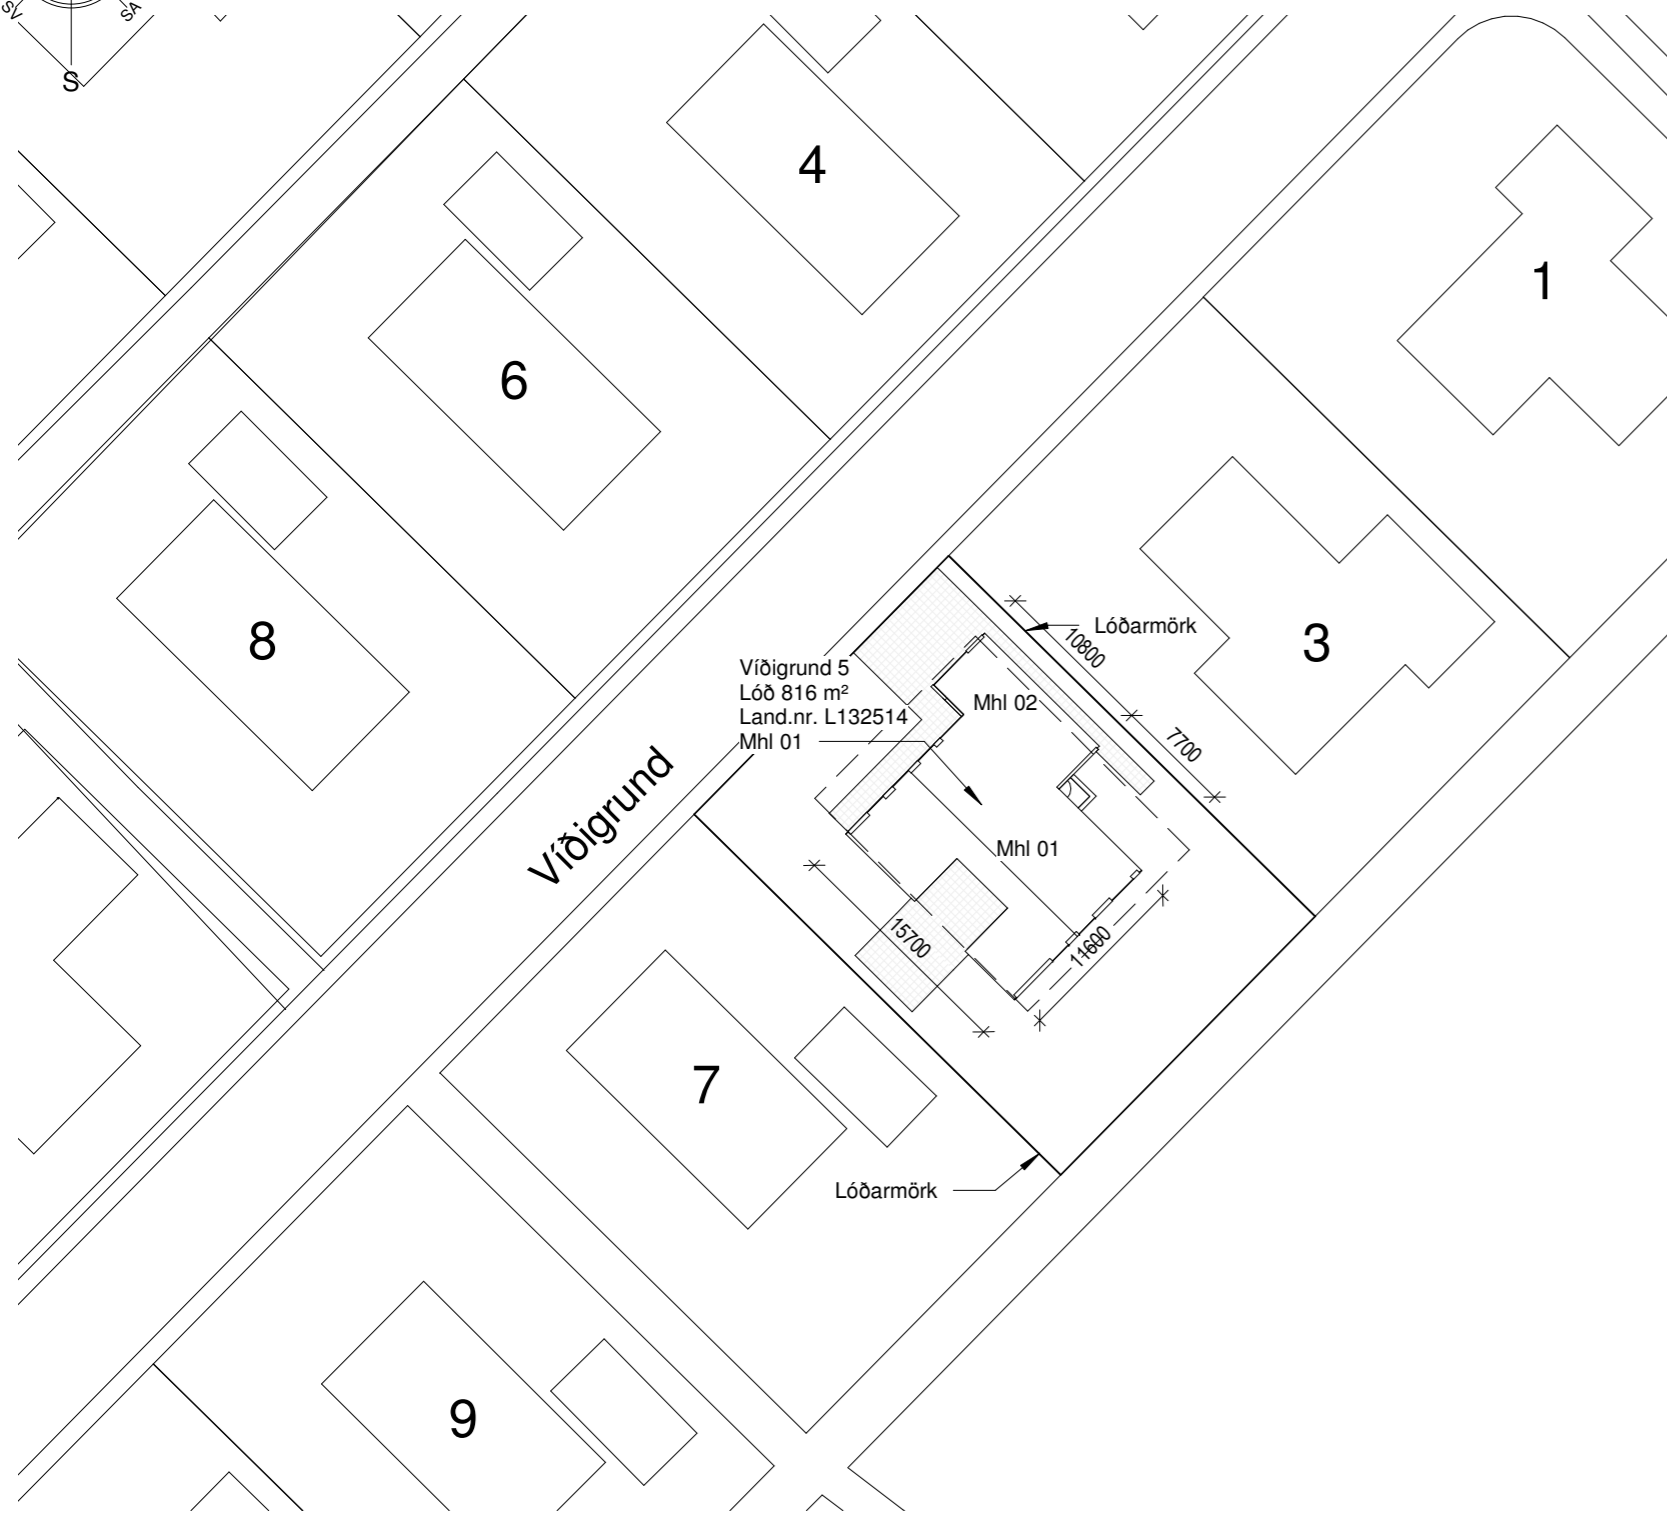 SV
SA
S
4
1
6
8
3
Lóðarmörk
10800
Víðigrund 5
Lóð 816 m²
Land.nr. L132514
Mhl 01
Mhl 02
7700
Víðigrund
Mhl 01
15700
11600
7
Lóðarmörk
9